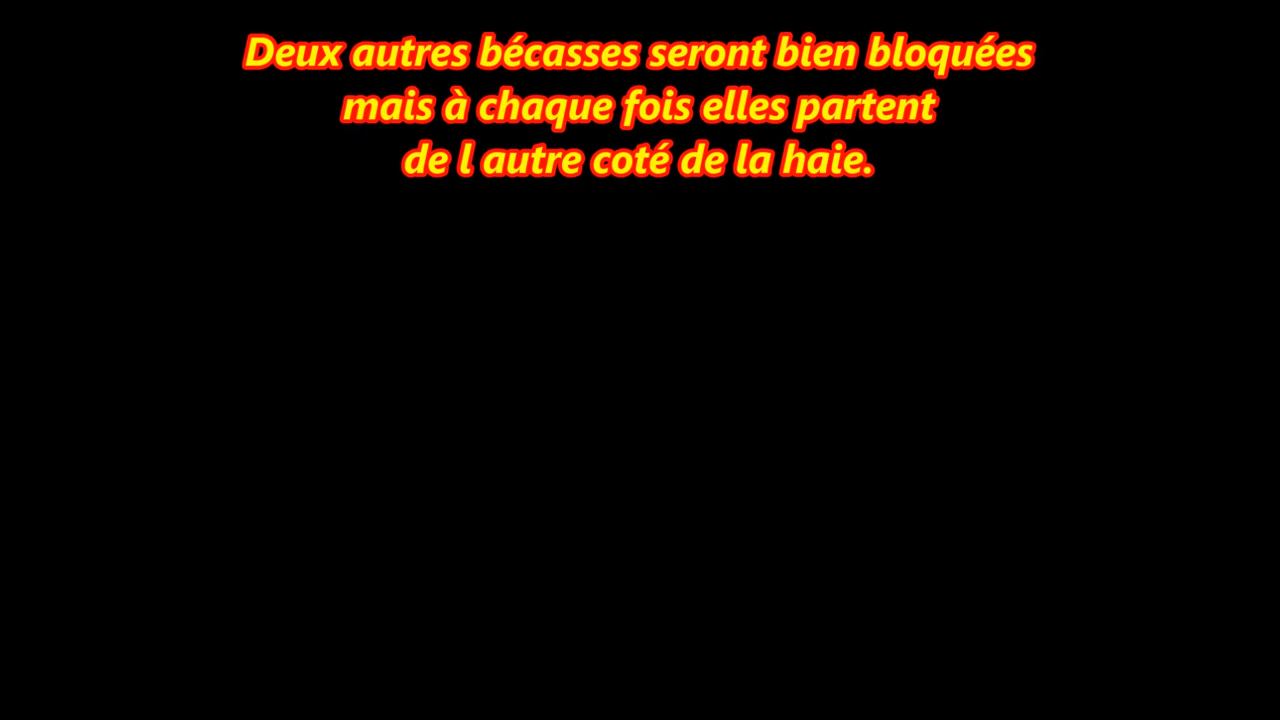 Deux autres bécasses seront bien bloquées
mais à chaque fois elles partent
de l autre coté de la haie.